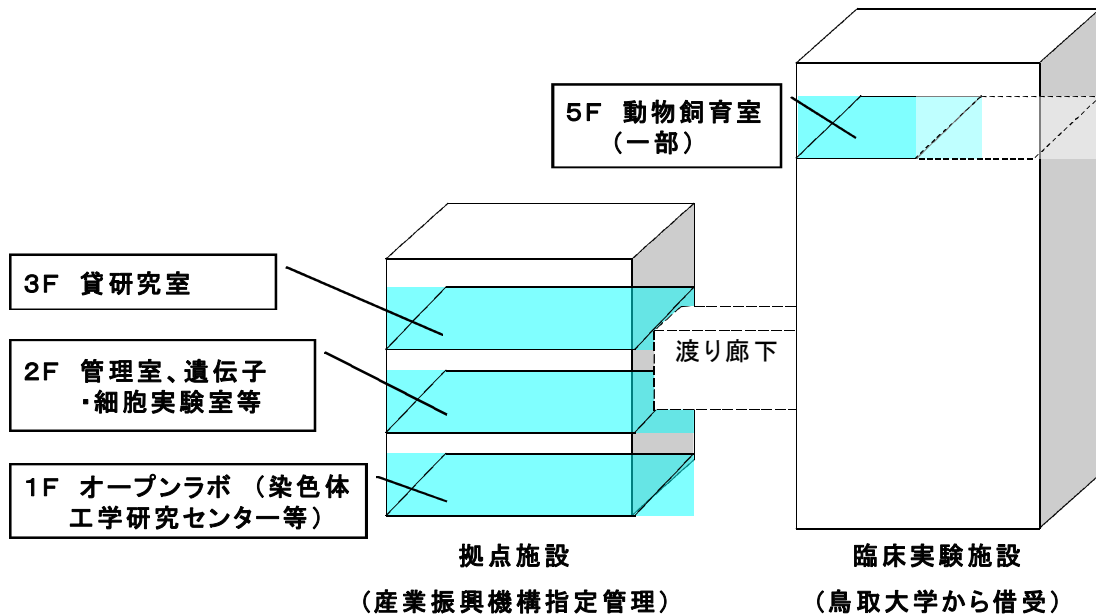 5F 動物飼育室
(一部)
3F 貸研究室
渡り廊下
2F 管理室、遺伝子
・細胞実験室等
1F オープンラボ (染色体
工学研究センター等)
拠点施設
(産業振興機構指定管理)
臨床実験施設
(鳥取大学から借受)